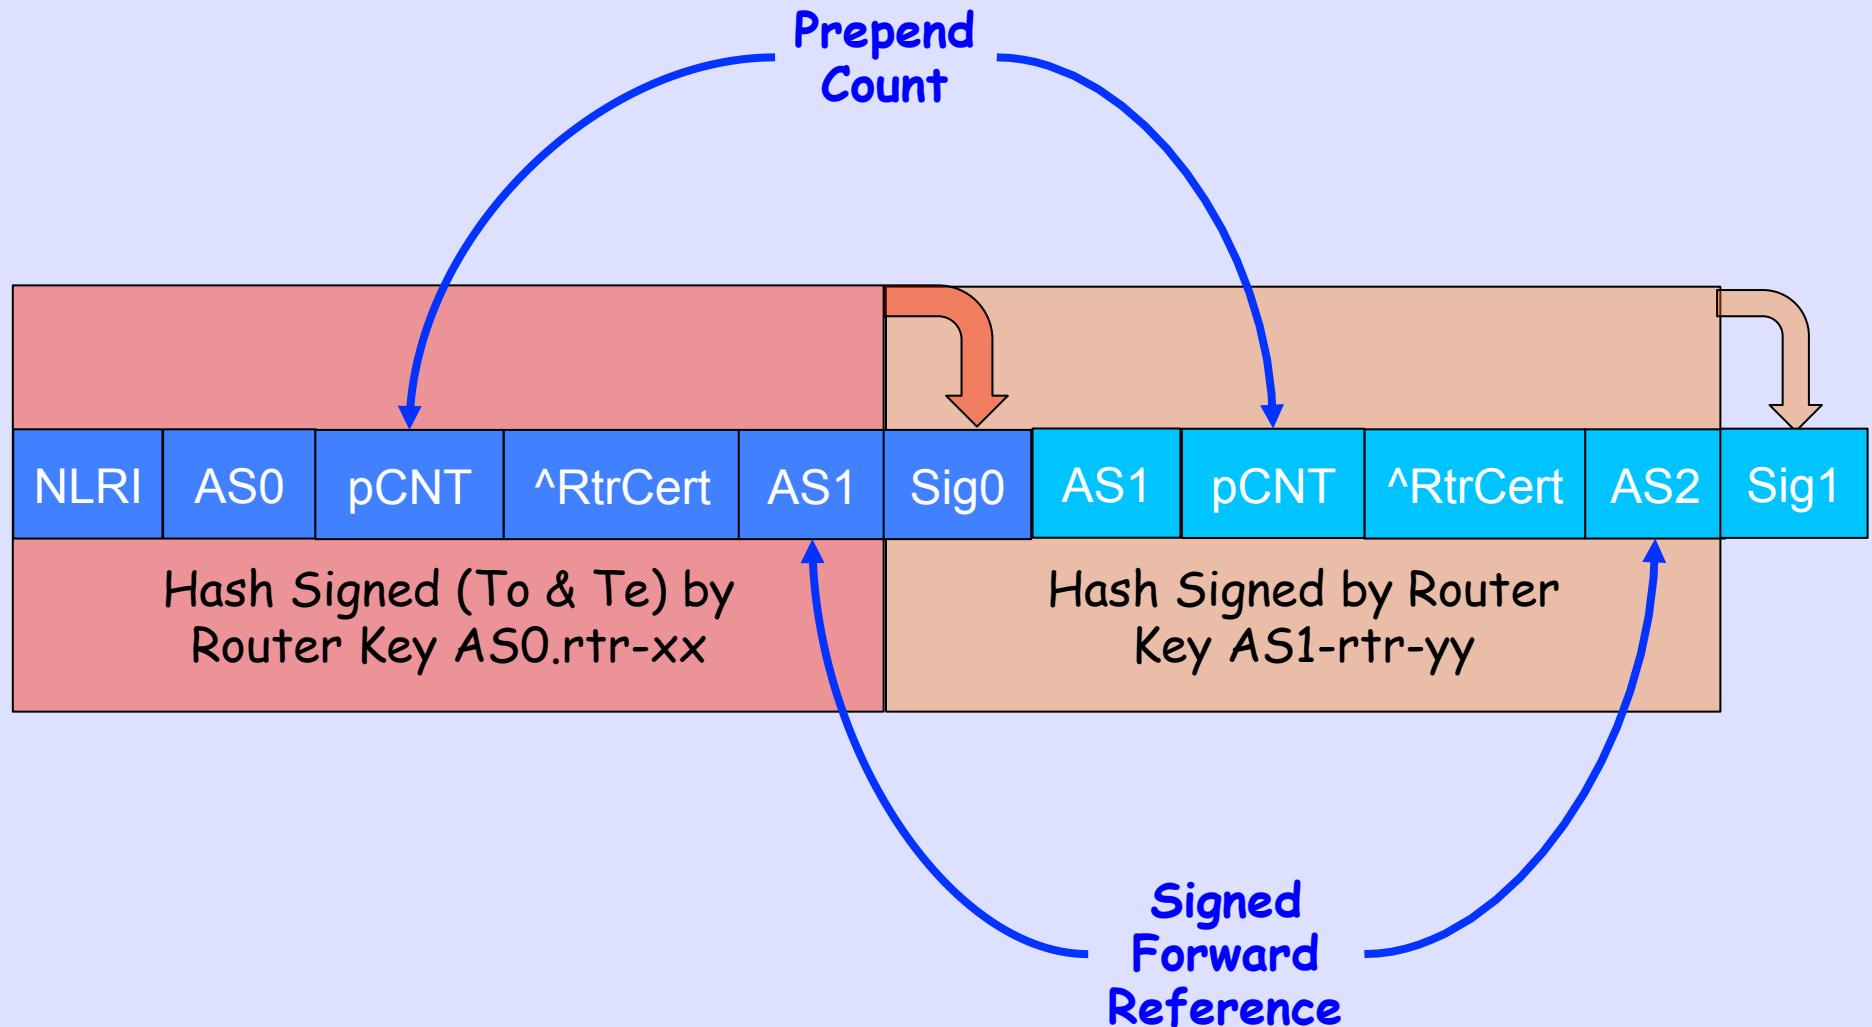 Prepend
Count
NLRI AS0 pCNT ^RtrCert AS1 Sig0 AS1 pCNT ^RtrCert AS2 Sig1
Hash Signed (To & Te) by
Router Key AS0.rtr-xx
Hash Signed by Router
Key AS1-rtr-yy
Signed
Forward
Reference